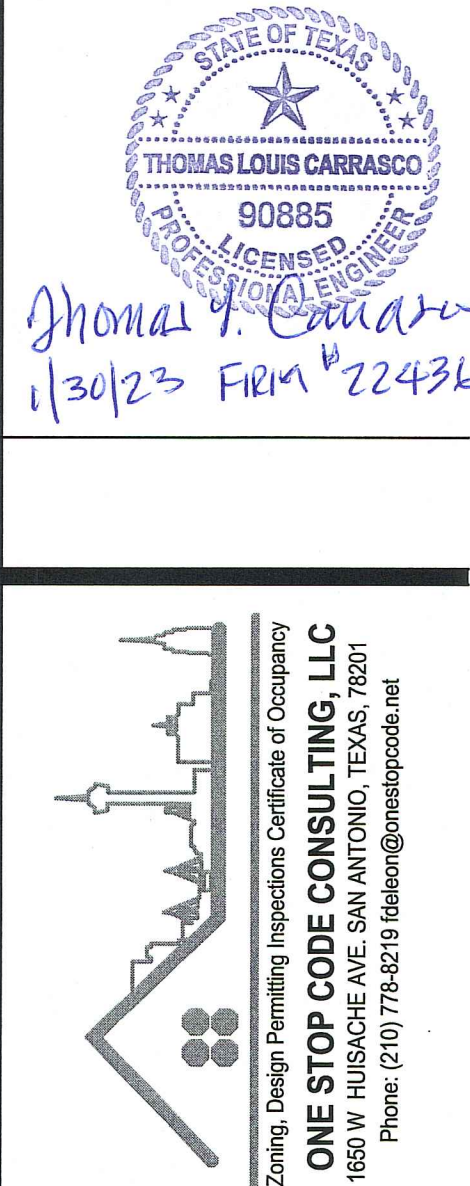 STATE OF TEXAS
THOMAS LOUIS CARRASCO
90885
LICENSED
PROFESSIONAL ENGINEER
Thomas L. Carrasco
1/30/23 FIRM # 22436
Zoning, Design Permitting Inspections Certificate of Occupancy
ONE STOP CODE CONSULTING, LLC
1650 W HUISACHE AVE. SAN ANTONIO, TEXAS, 78201
Phone: (210) 778-8219 fdeleon@onestopcode.net